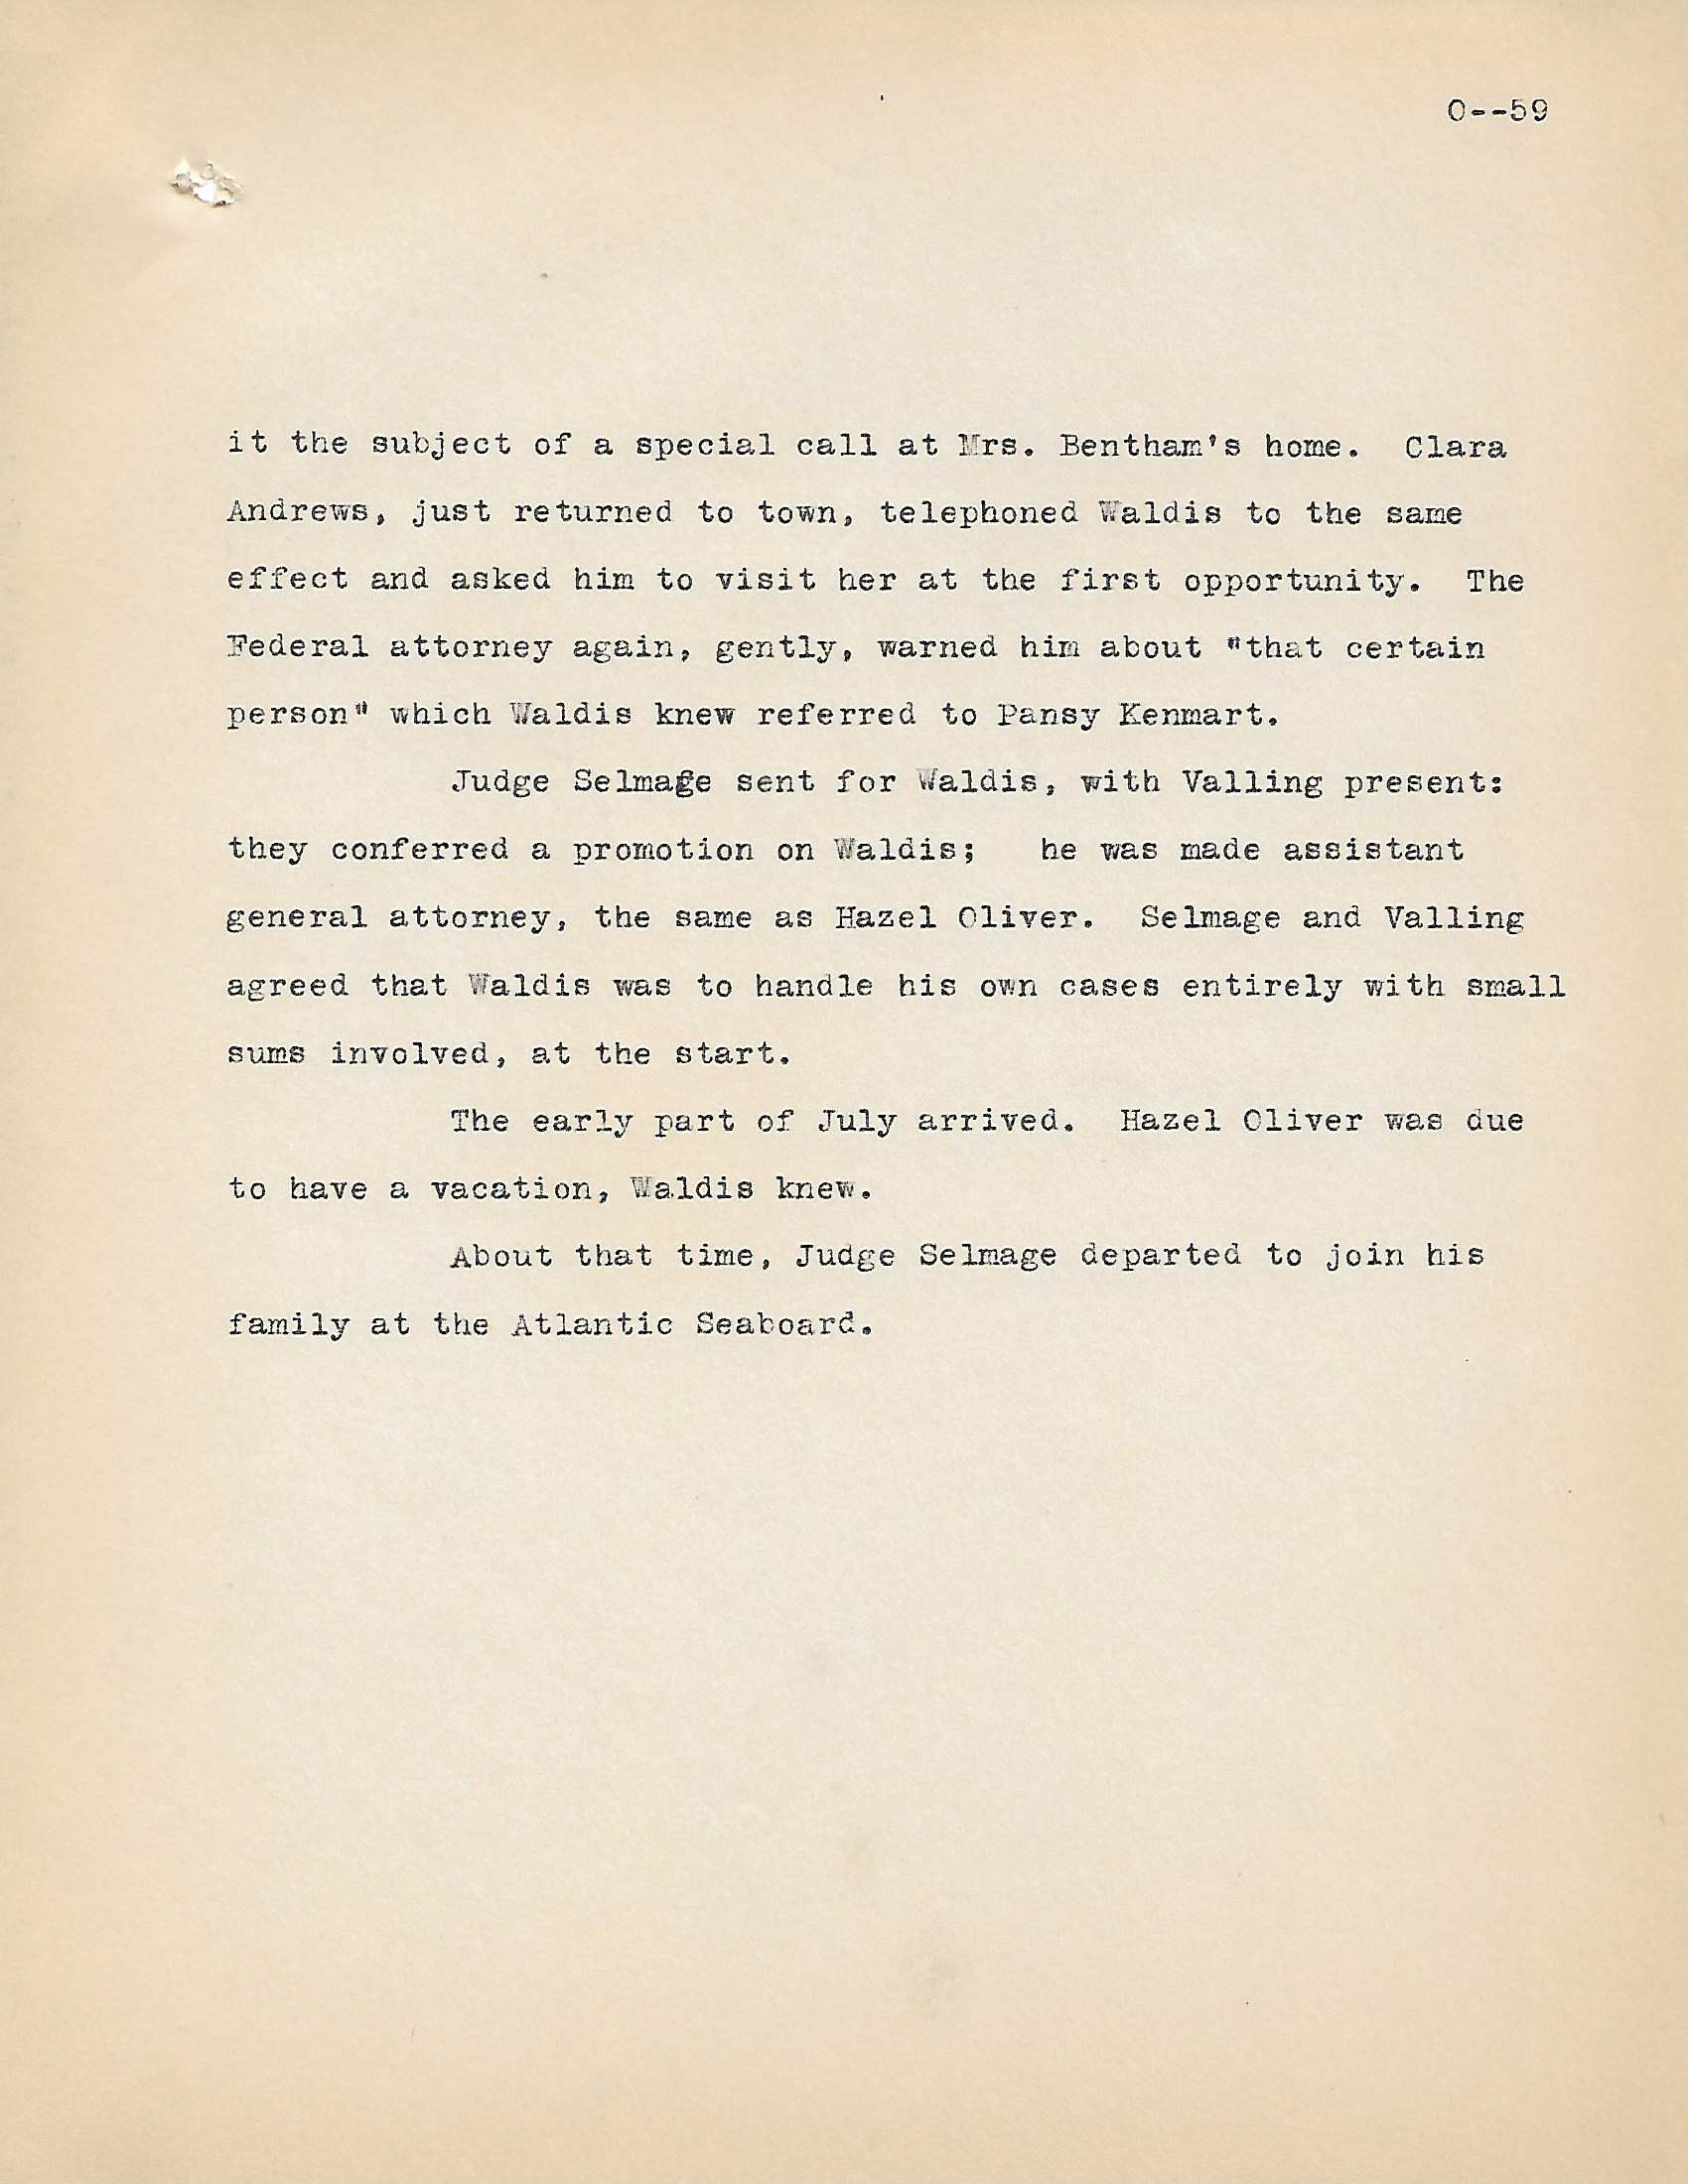 0--59
it the subject of a special call at Mrs. Bentham's home.  Clara
Andrews, just returned to town, telephoned Waldis to the same
effect and asked him to visit her at the first opportunity.  The
Federal attorney again, gently, warned him about "that certain
person" which Waldis knew referred to Pansy Kenmart.
Judge Selmage sent for Waldis, with Valling present:
they conferred a promotion on Waldis;   he was made assistant
general attorney, the same as Hazel Oliver.  Selmage and Valling
agreed that Waldis was to handle his own cases entirely with small
sums involved, at the start.
The early part of July arrived.  Hazel Oliver was due
to have a vacation, Waldis knew.
About that time, Judge Selmage departed to join his
family at the Atlantic Seaboard.